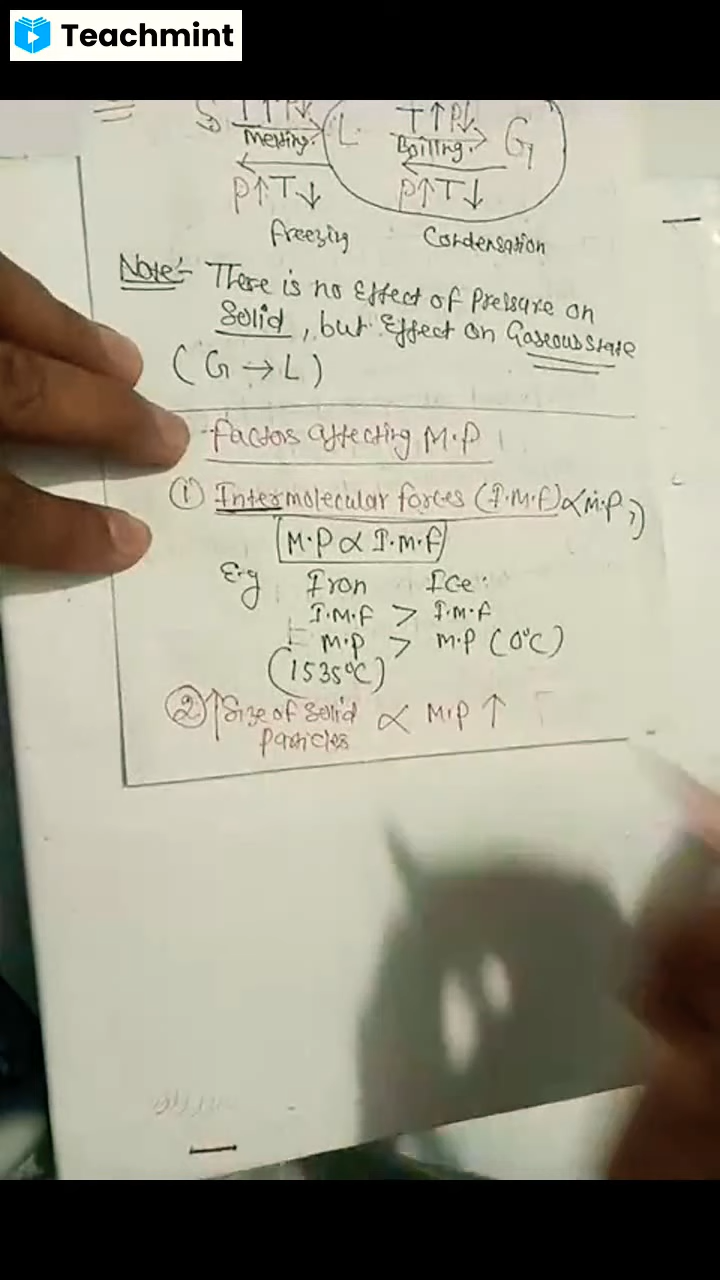 Teachmint
S T↑P↓ L T↑P↓ G
Melting. Boiling.
P↑T↓ P↑T↓
Freezing Condensation
Note:- There is no Effect of Pressure on
Solid, but Effect on Gaseous state
(G → L)
Factors affecting M.P
① Intermolecular forces (I.M.F) ∝ M.P,)
M.P ∝ I.M.F
E.g Iron Ice:
I.M.F > I.M.F
M.P > M.P (0°C)
(1535°C)
② ↑ Size of Solid ∝ M.P ↑
Particles